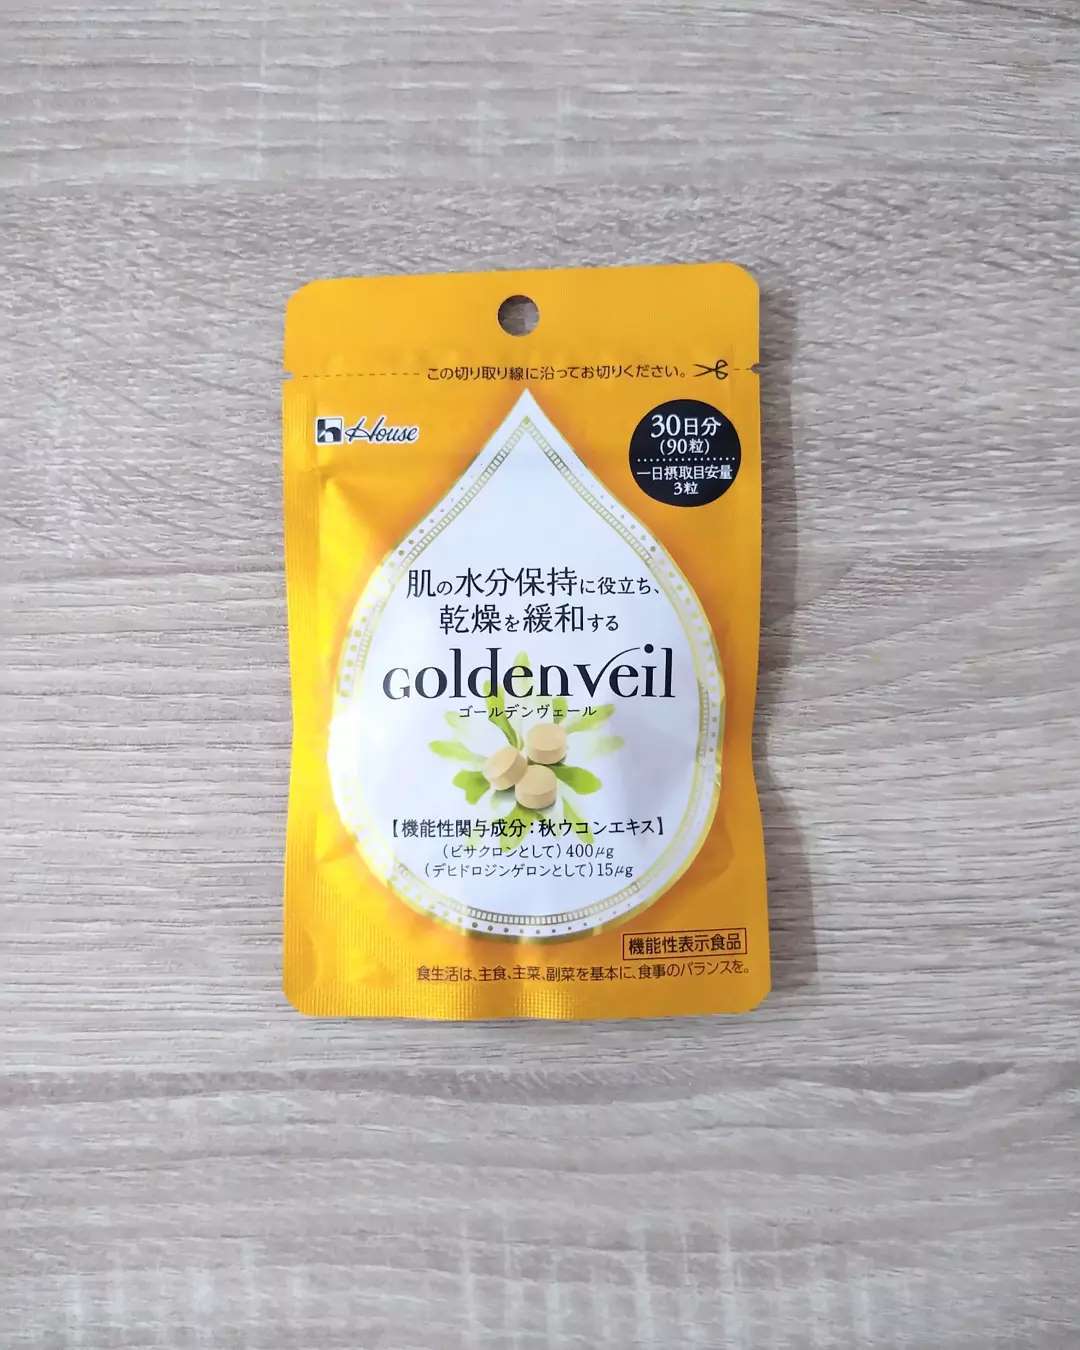 この切り取り線に沿ってお切りください。
House
30日分
(90粒)
一日摂取目安量
3粒
肌の水分保持に役立ち、
乾燥を緩和する
Goldenveil
ゴールデンヴェール
【機能性関与成分：秋ウコンエキス】
(ビサクロンとして)400μg
(デヒドロジンゲロンとして)15μg
機能性表示食品
食生活は、主食、主菜、副菜を基本に、食事のバランスを。